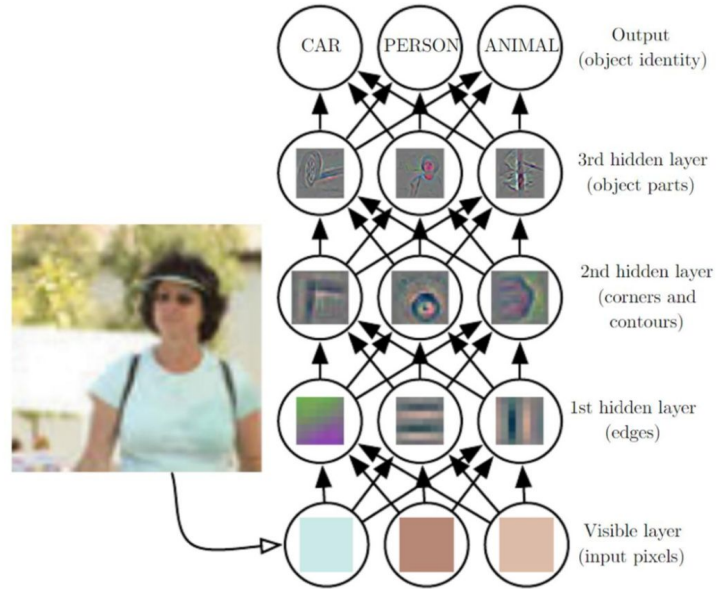 CAR PERSON ANIMAL
Output
(object identity)
3rd hidden layer
(object parts)
2nd hidden layer
(corners and
contours)
1st hidden layer
(edges)
Visible layer
(input pixels)